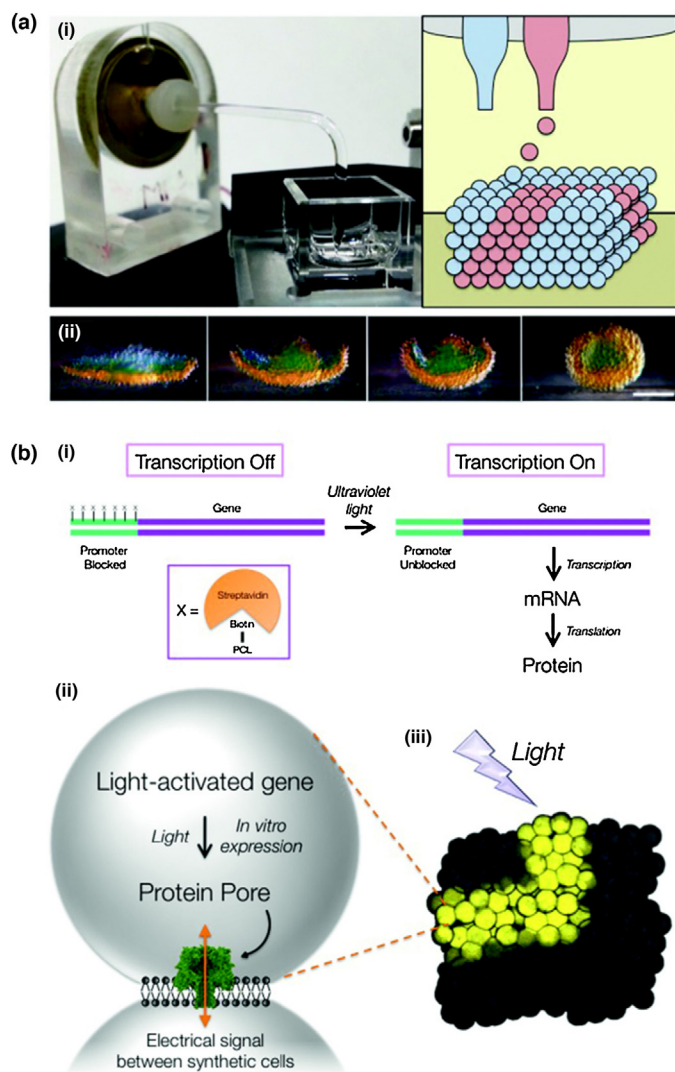 (a)
(i)
(ii)
(b)
(i)
Transcription Off
Transcription On
Ultraviolet
light
X X X X X X X
Gene
Promoter
Blocked
Gene
Promoter
Unblocked
X =
Streptavidin
Biotn
PCL
Transcription
mRNA
Translation
Protein
(ii)
Light-activated gene
Light
In vitro
expression
Protein Pore
Electrical signal
between synthetic cells
(iii)
Light